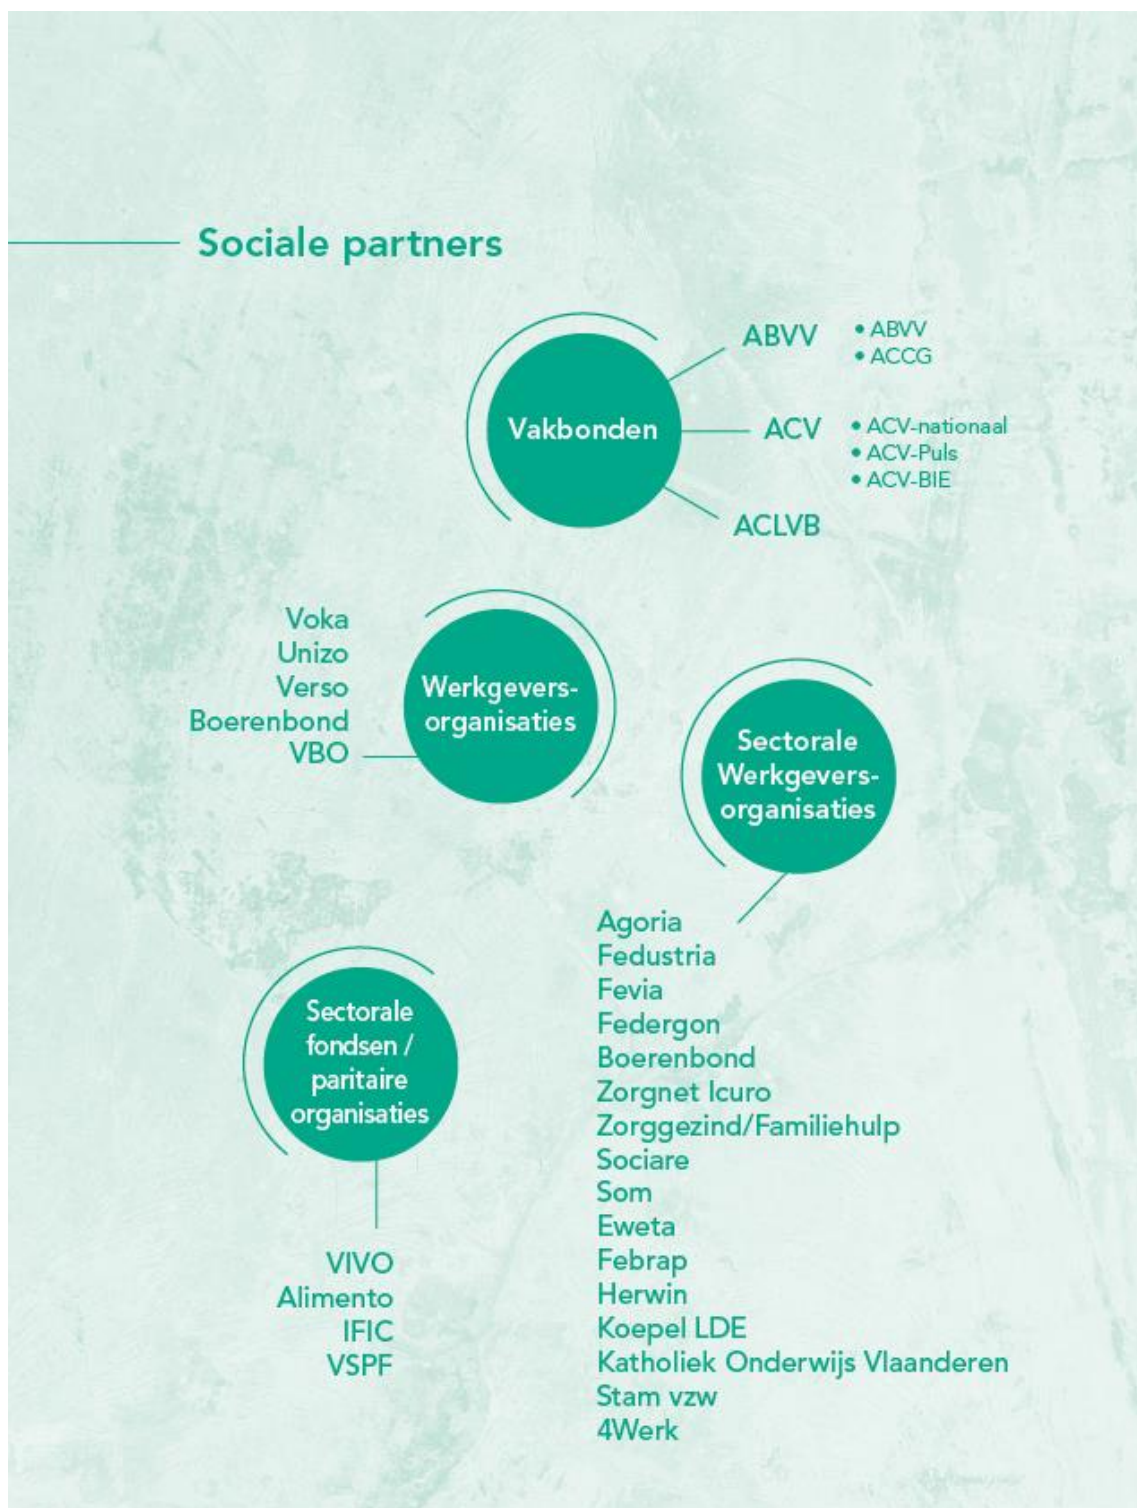 Sociale partners
Vakbonden
ABVV
• ABVV
• ACCG
ACV
• ACV-nationaal
• ACV-Puls
• ACV-BIE
ACLVB
Werkgevers-
organisaties
Voka
Unizo
Verso
Boerenbond
VBO
Sectorale
Werkgevers-
organisaties
Agoria
Fedustria
Fevia
Federgon
Boerenbond
Zorgnet Icuro
Zorggezind/Familiehulp
Sociare
Som
Eweta
Febrap
Herwin
Koepel LDE
Katholiek Onderwijs Vlaanderen
Stam vzw
4Werk
Sectorale
fondsen /
paritaire
organisaties
VIVO
Alimento
IFIC
VSPF